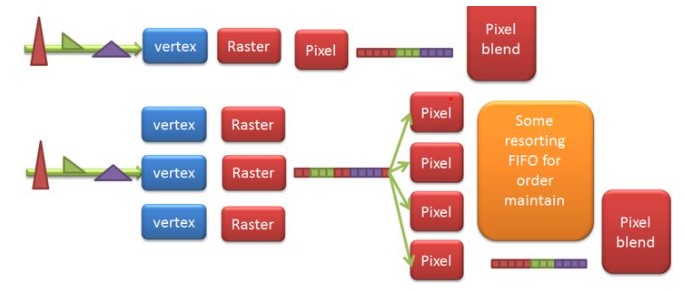 vertex
Raster
Pixel
Pixel
blend
vertex
Raster
vertex
Raster
vertex
Raster
Pixel
Pixel
Pixel
Pixel
Some
resorting
FIFO for
order
maintain
Pixel
blend